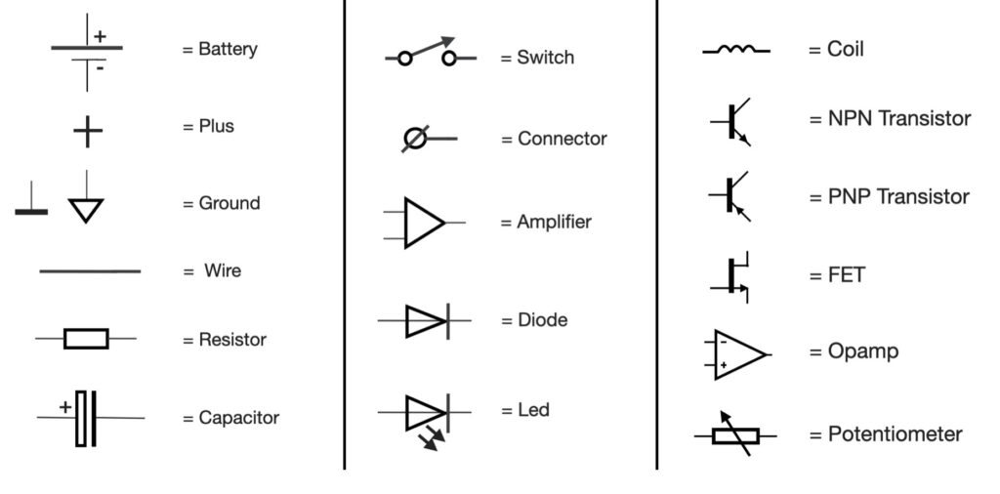 +
-
= Battery
= Plus
= Ground
= Wire
= Resistor
+
= Capacitor
= Switch
= Connector
= Amplifier
= Diode
= Led
= Coil
= NPN Transistor
= PNP Transistor
= FET
-
+
= Opamp
= Potentiometer